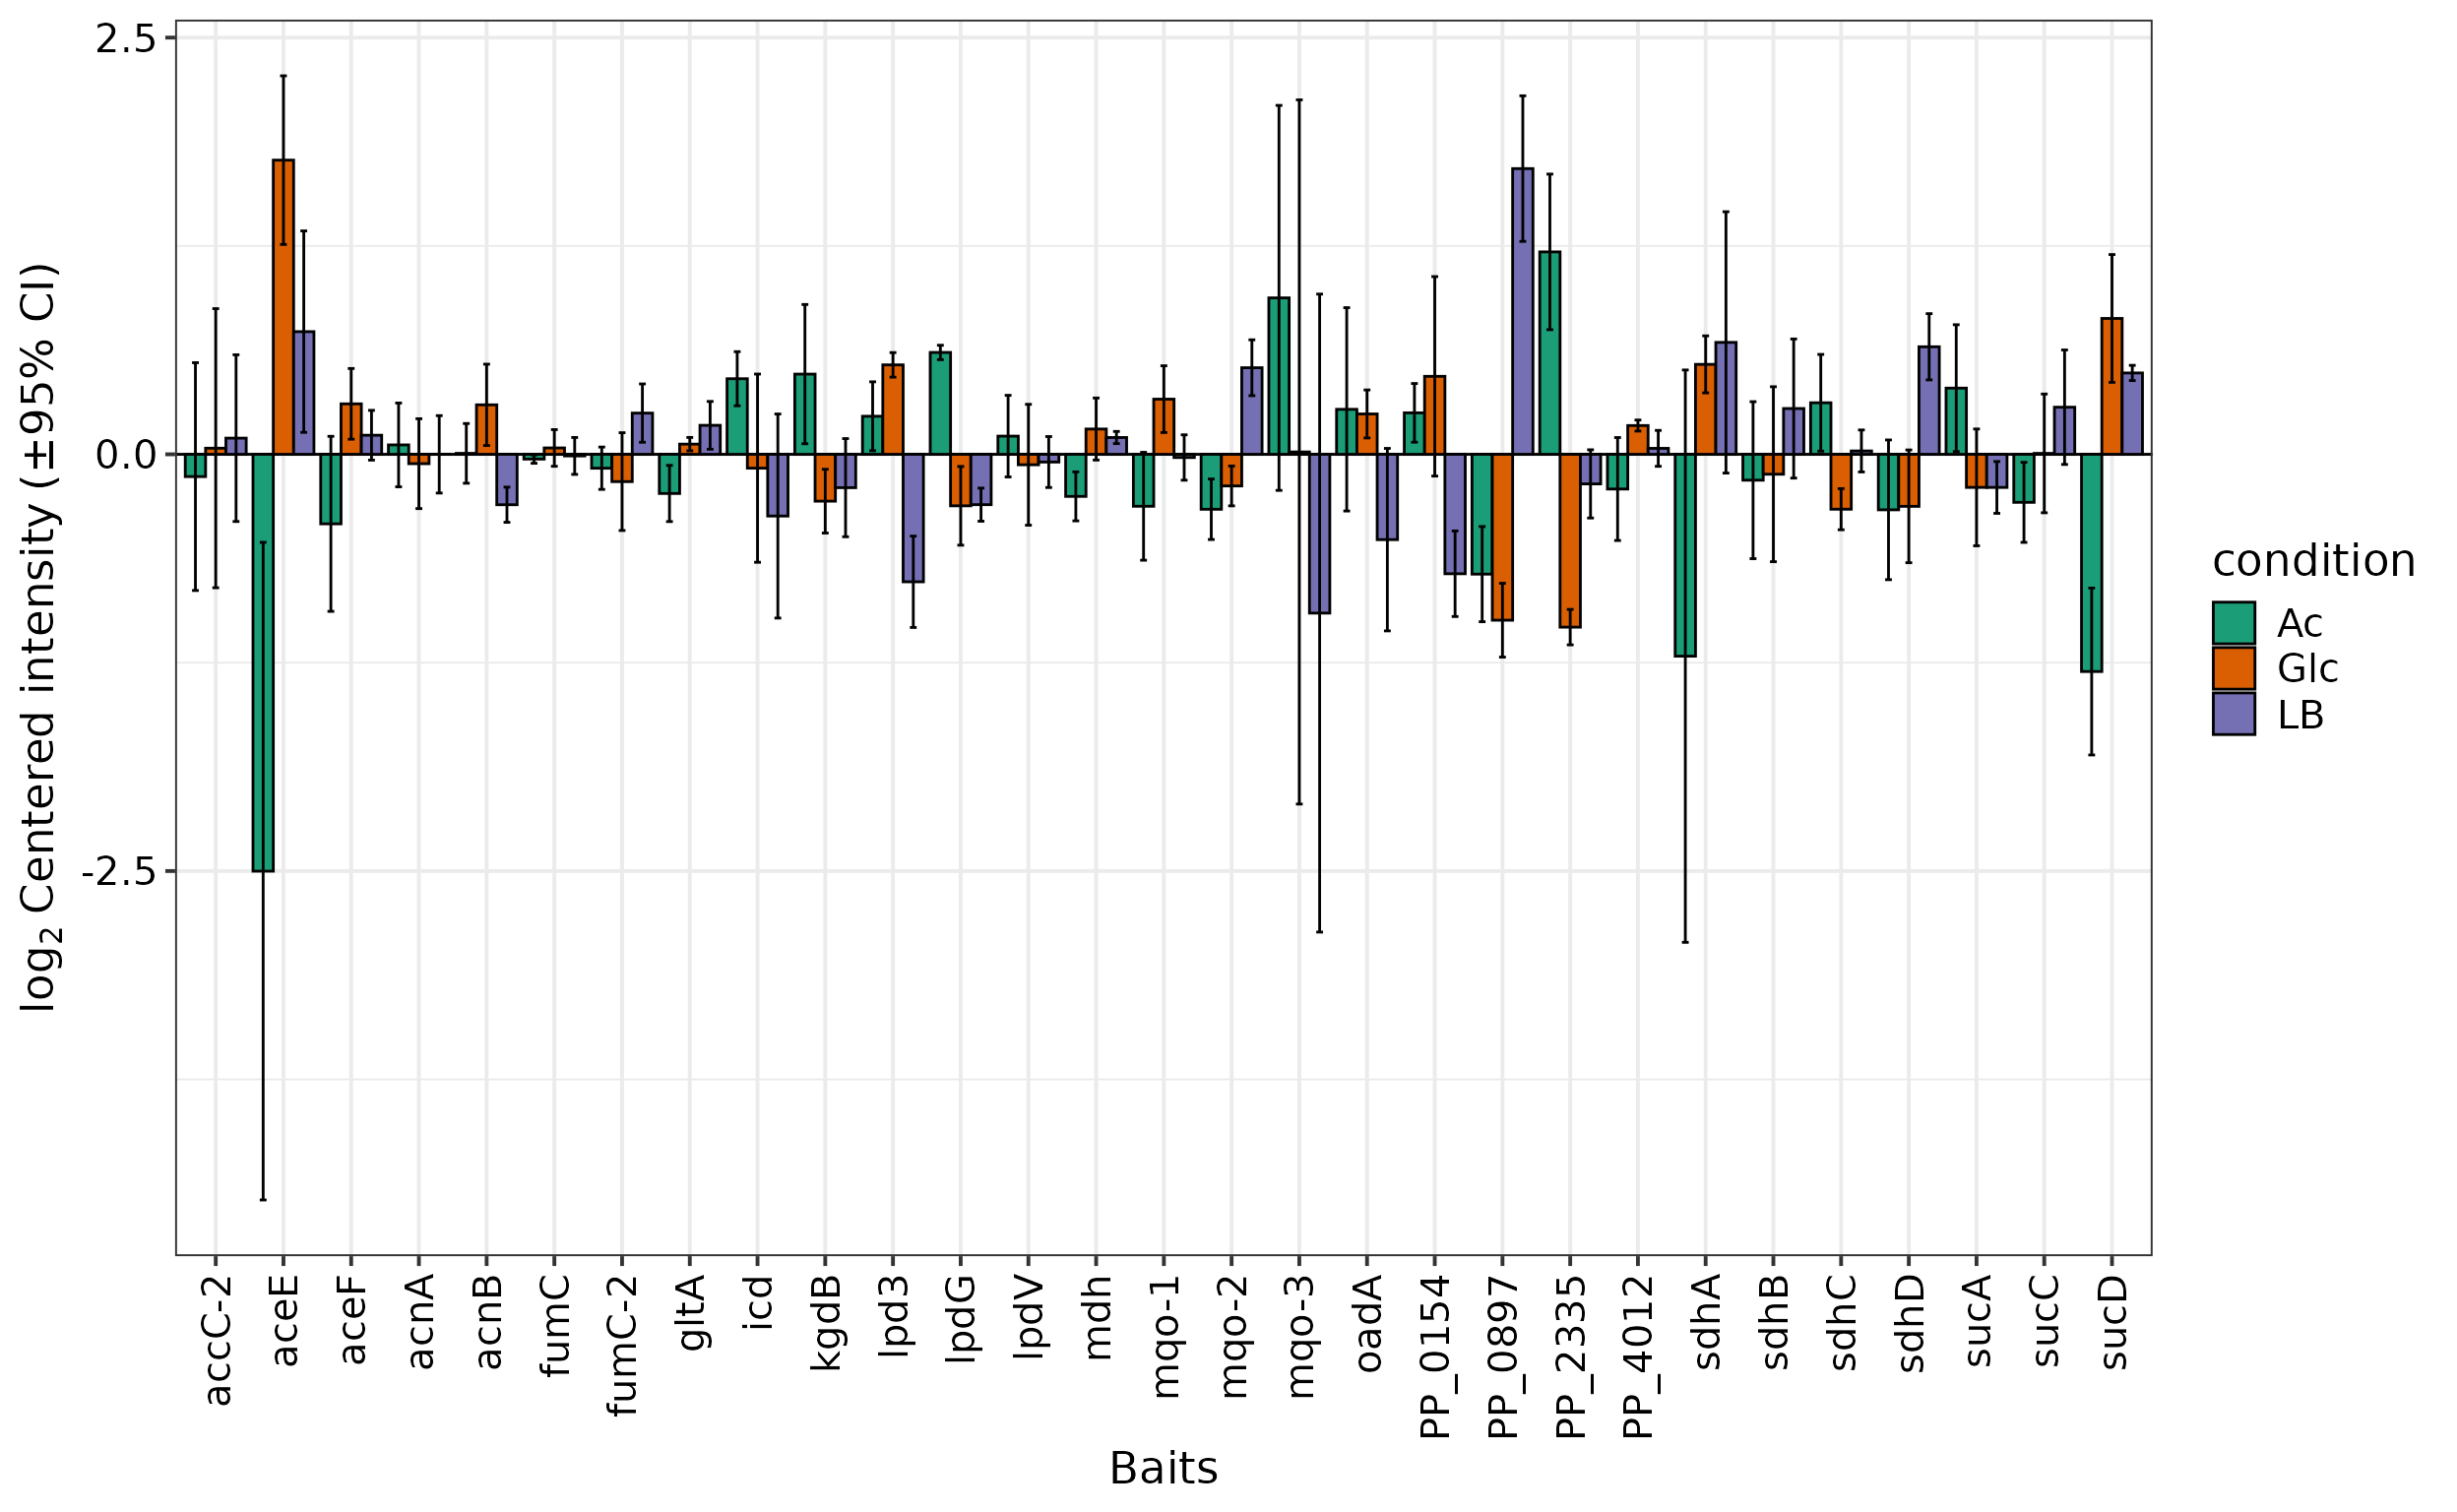 log2 Centered intensity (±95% CI)
2.5
0.0
-2.5
accC-2
aceE
aceF
acnA
acnB
fumC
fumC-2
gltA
icd
kgdB
lpd3
lpdG
lpdV
mdh
mqo-1
mqo-2
mqo-3
oadA
PP_0154
PP_0897
PP_2335
PP_4012
sdhA
sdhB
sdhC
sdhD
sucA
sucC
sucD
Baits
condition
Ac
Glc
LB